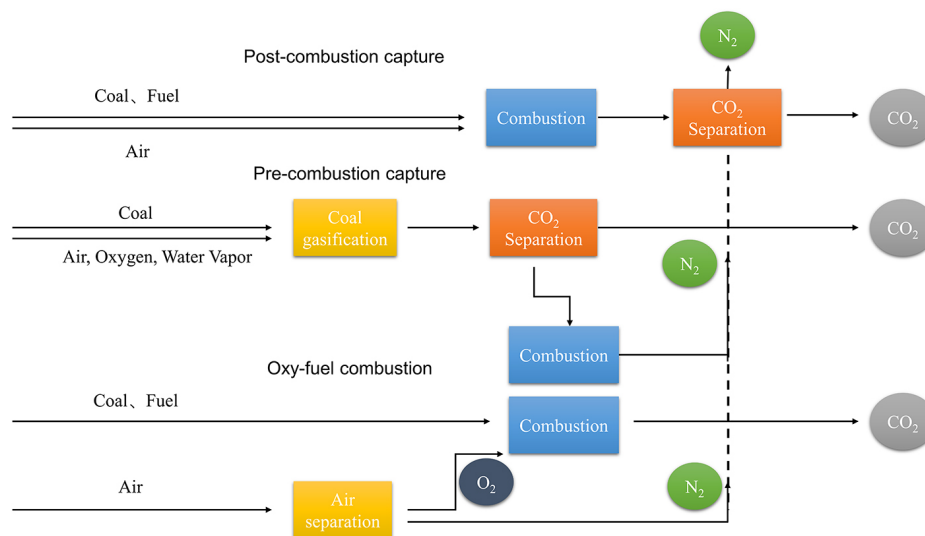 N₂
Post-combustion capture
Coal、Fuel
Combustion
CO₂
Separation
CO₂
Air
Pre-combustion capture
Coal
Coal
gasification
CO₂
Separation
CO₂
Air, Oxygen, Water Vapor
N₂
Combustion
Oxy-fuel combustion
Coal、Fuel
Combustion
CO₂
O₂
Air
Air
separation
N₂